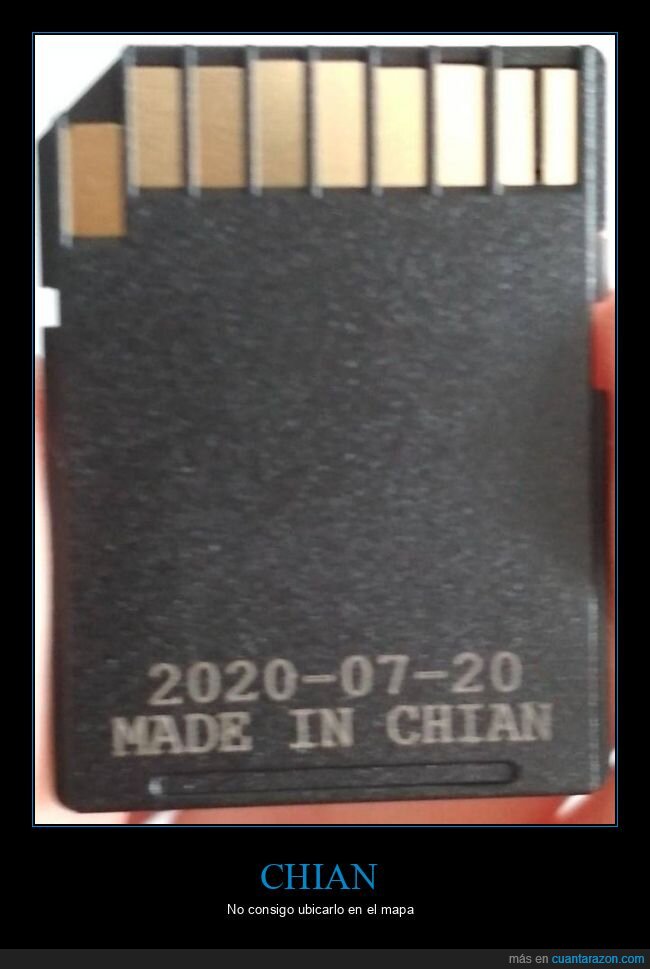 2020-07-20
MADE IN CHIAN
CHIAN
No consigo ubicarlo en el mapa
más en cuantarazon.com